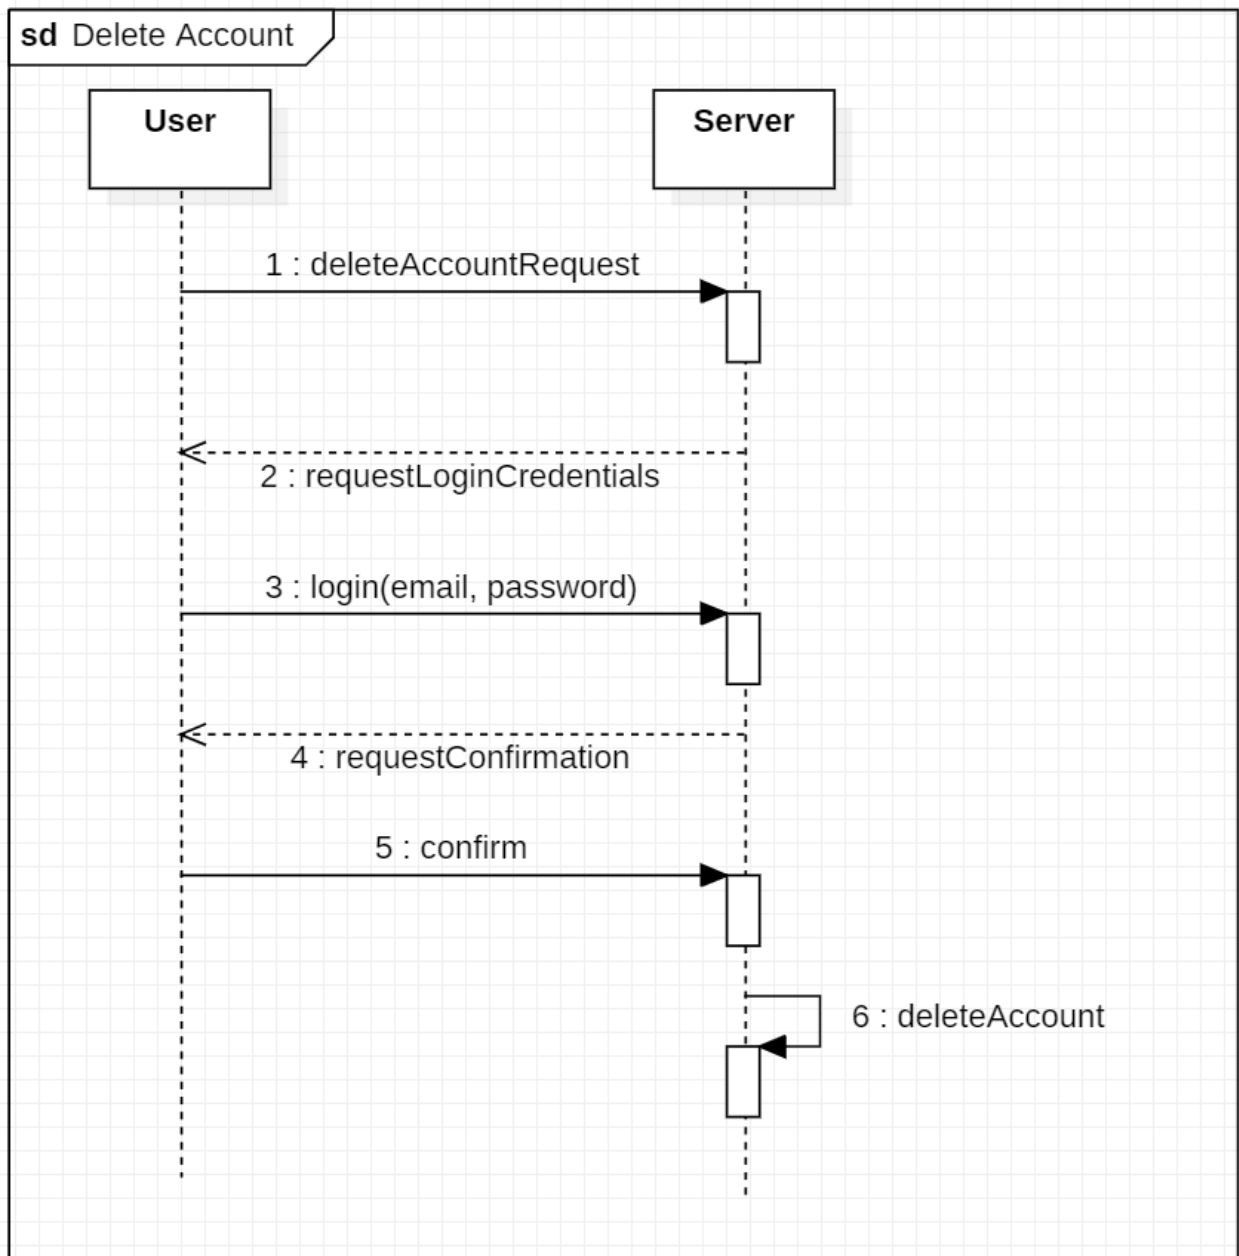 sd Delete Account
User
Server
1 : deleteAccountRequest
2 : requestLoginCredentials
3 : login(email, password)
4 : requestConfirmation
5 : confirm
6 : deleteAccount